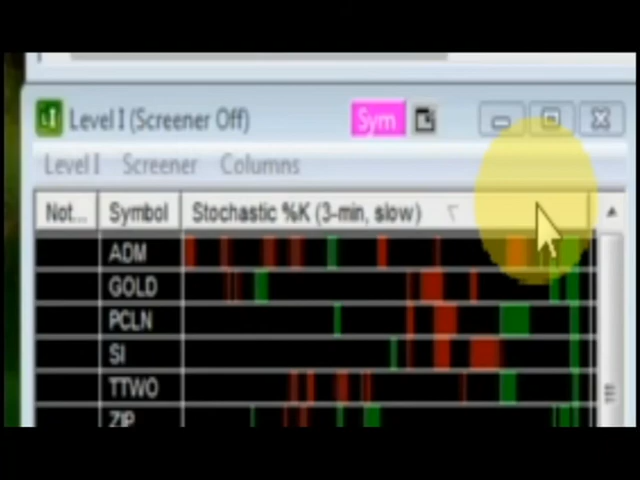 LI Level I (Screener Off) Sym
Level I Screener Columns
Not... Symbol Stochastic %K (3-min, slow)
ADM
GOLD
PCLN
SI
TTWO
ZIP